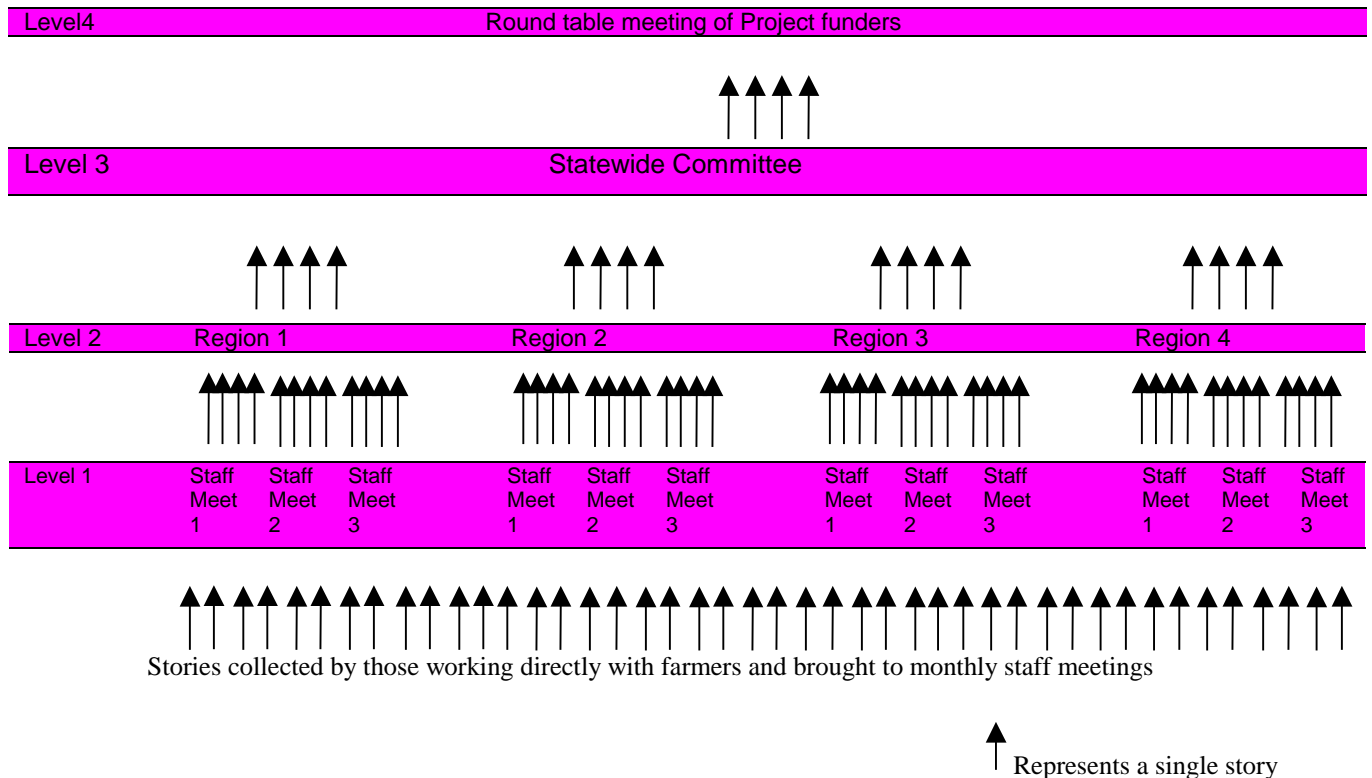 Level4 Round table meeting of Project funders
Level 3 Statewide Committee
Level 2 Region 1 Region 2 Region 3 Region 4
Level 1 Staff Staff Staff Staff Staff Staff Staff Staff Staff Staff Staff Staff
Meet Meet Meet Meet Meet Meet Meet Meet Meet Meet Meet Meet
1 2 3 1 2 3 1 2 3 1 2 3
Stories collected by those working directly with farmers and brought to monthly staff meetings
Represents a single story